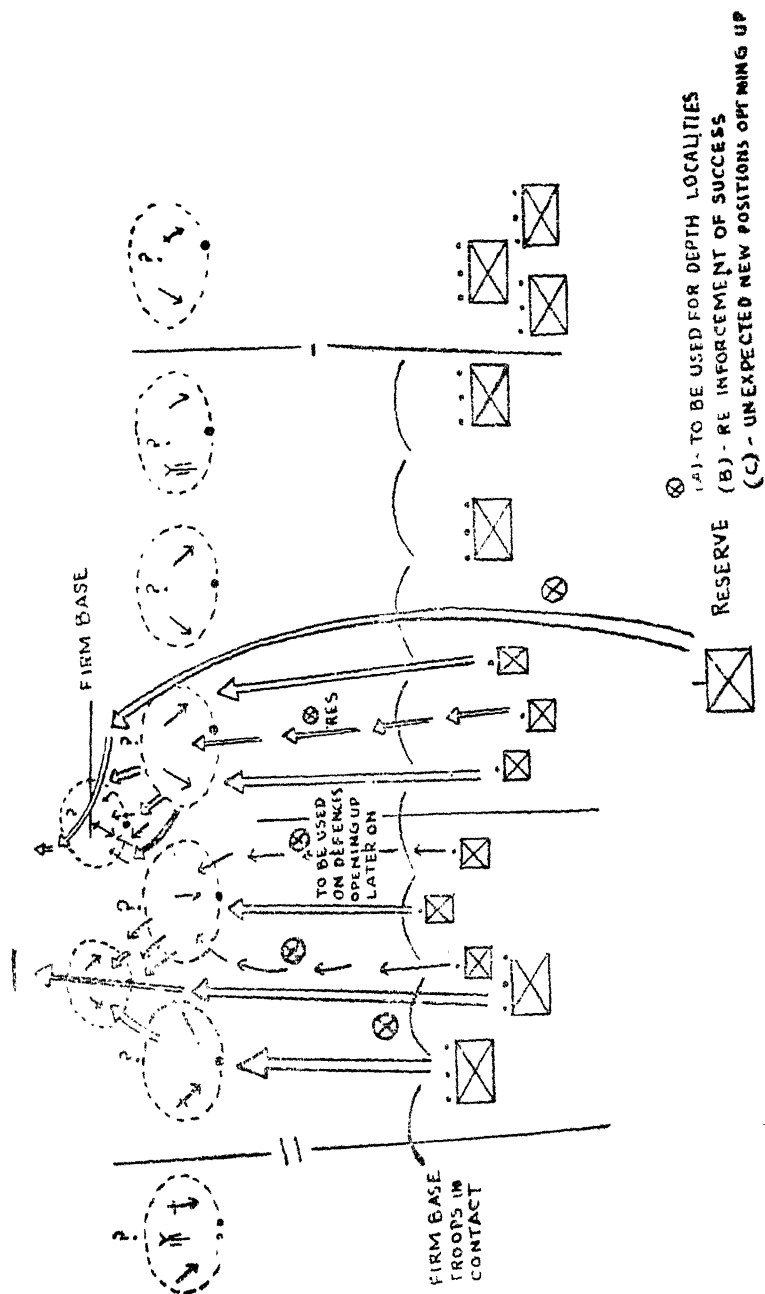 FIRM BASE
RES
TO BE USED
ON DEFENCES
OPENING UP
LATER ON
FIRM BASE
TROOPS IN
CONTACT
RESERVE
(A) - TO BE USED FOR DEPTH LOCALITIES
(B) - RE INFORCEMENT OF SUCCESS
(C) - UNEXPECTED NEW POSITIONS OPENING UP
?
?
?
?
?
?
?
?
?